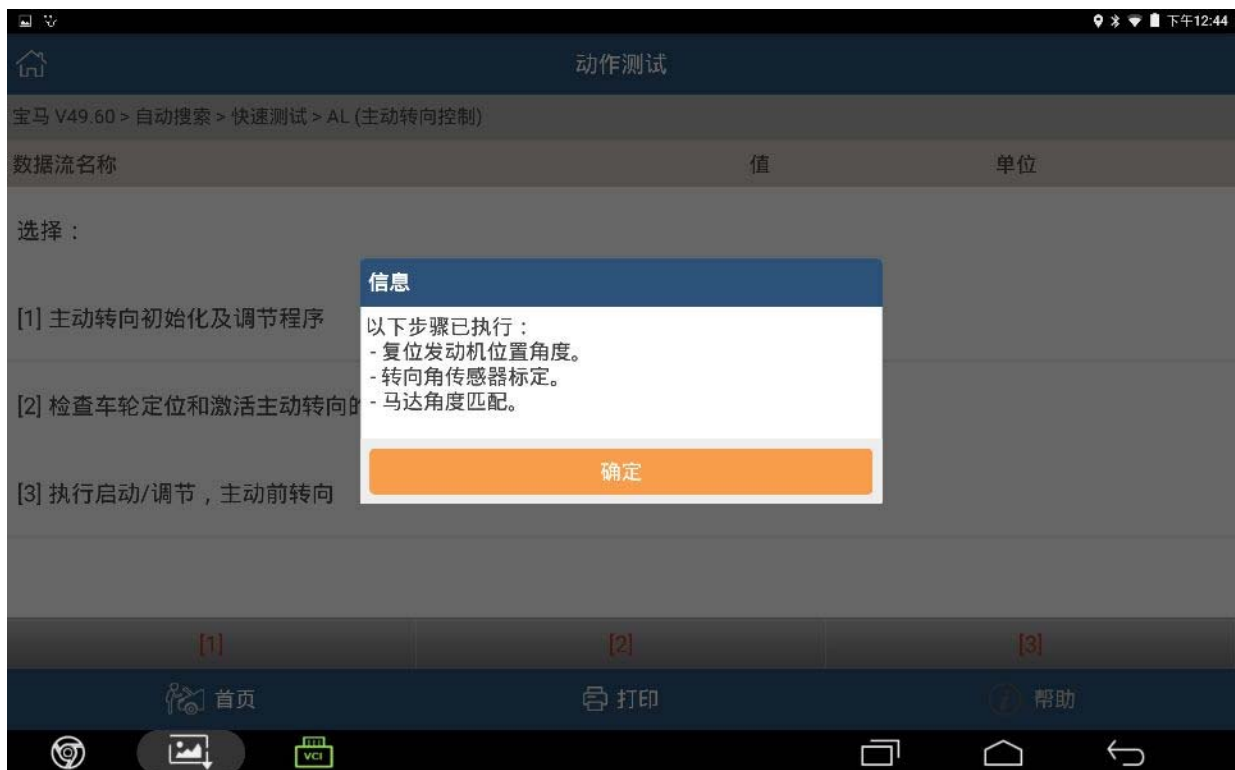 下午12:44
动作测试
宝马 V49.60 > 自动搜索 > 快速测试 > AL (主动转向控制)
数据流名称 值 单位
选择：
[1] 主动转向初始化及调节程序
[2] 检查车轮定位和激活主动转向的
[3] 执行启动/调节，主动前转向
信息
以下步骤已执行：
- 复位发动机位置角度。
- 转向角传感器标定。
- 马达角度匹配。
确定
[1] [2] [3]
首页 打印 帮助
VCI